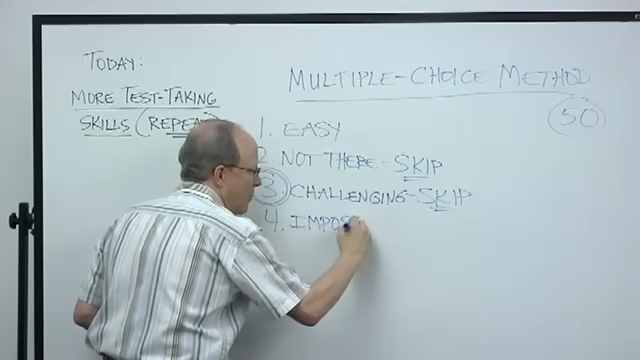 TODAY:
MORE TEST-TAKING
SKILLS (REPEA
MULTIPLE-CHOICE METHOD
50
1. EASY
2. NOT THERE - SKIP
3 CHALLENGING - SKIP
4. IMPOS